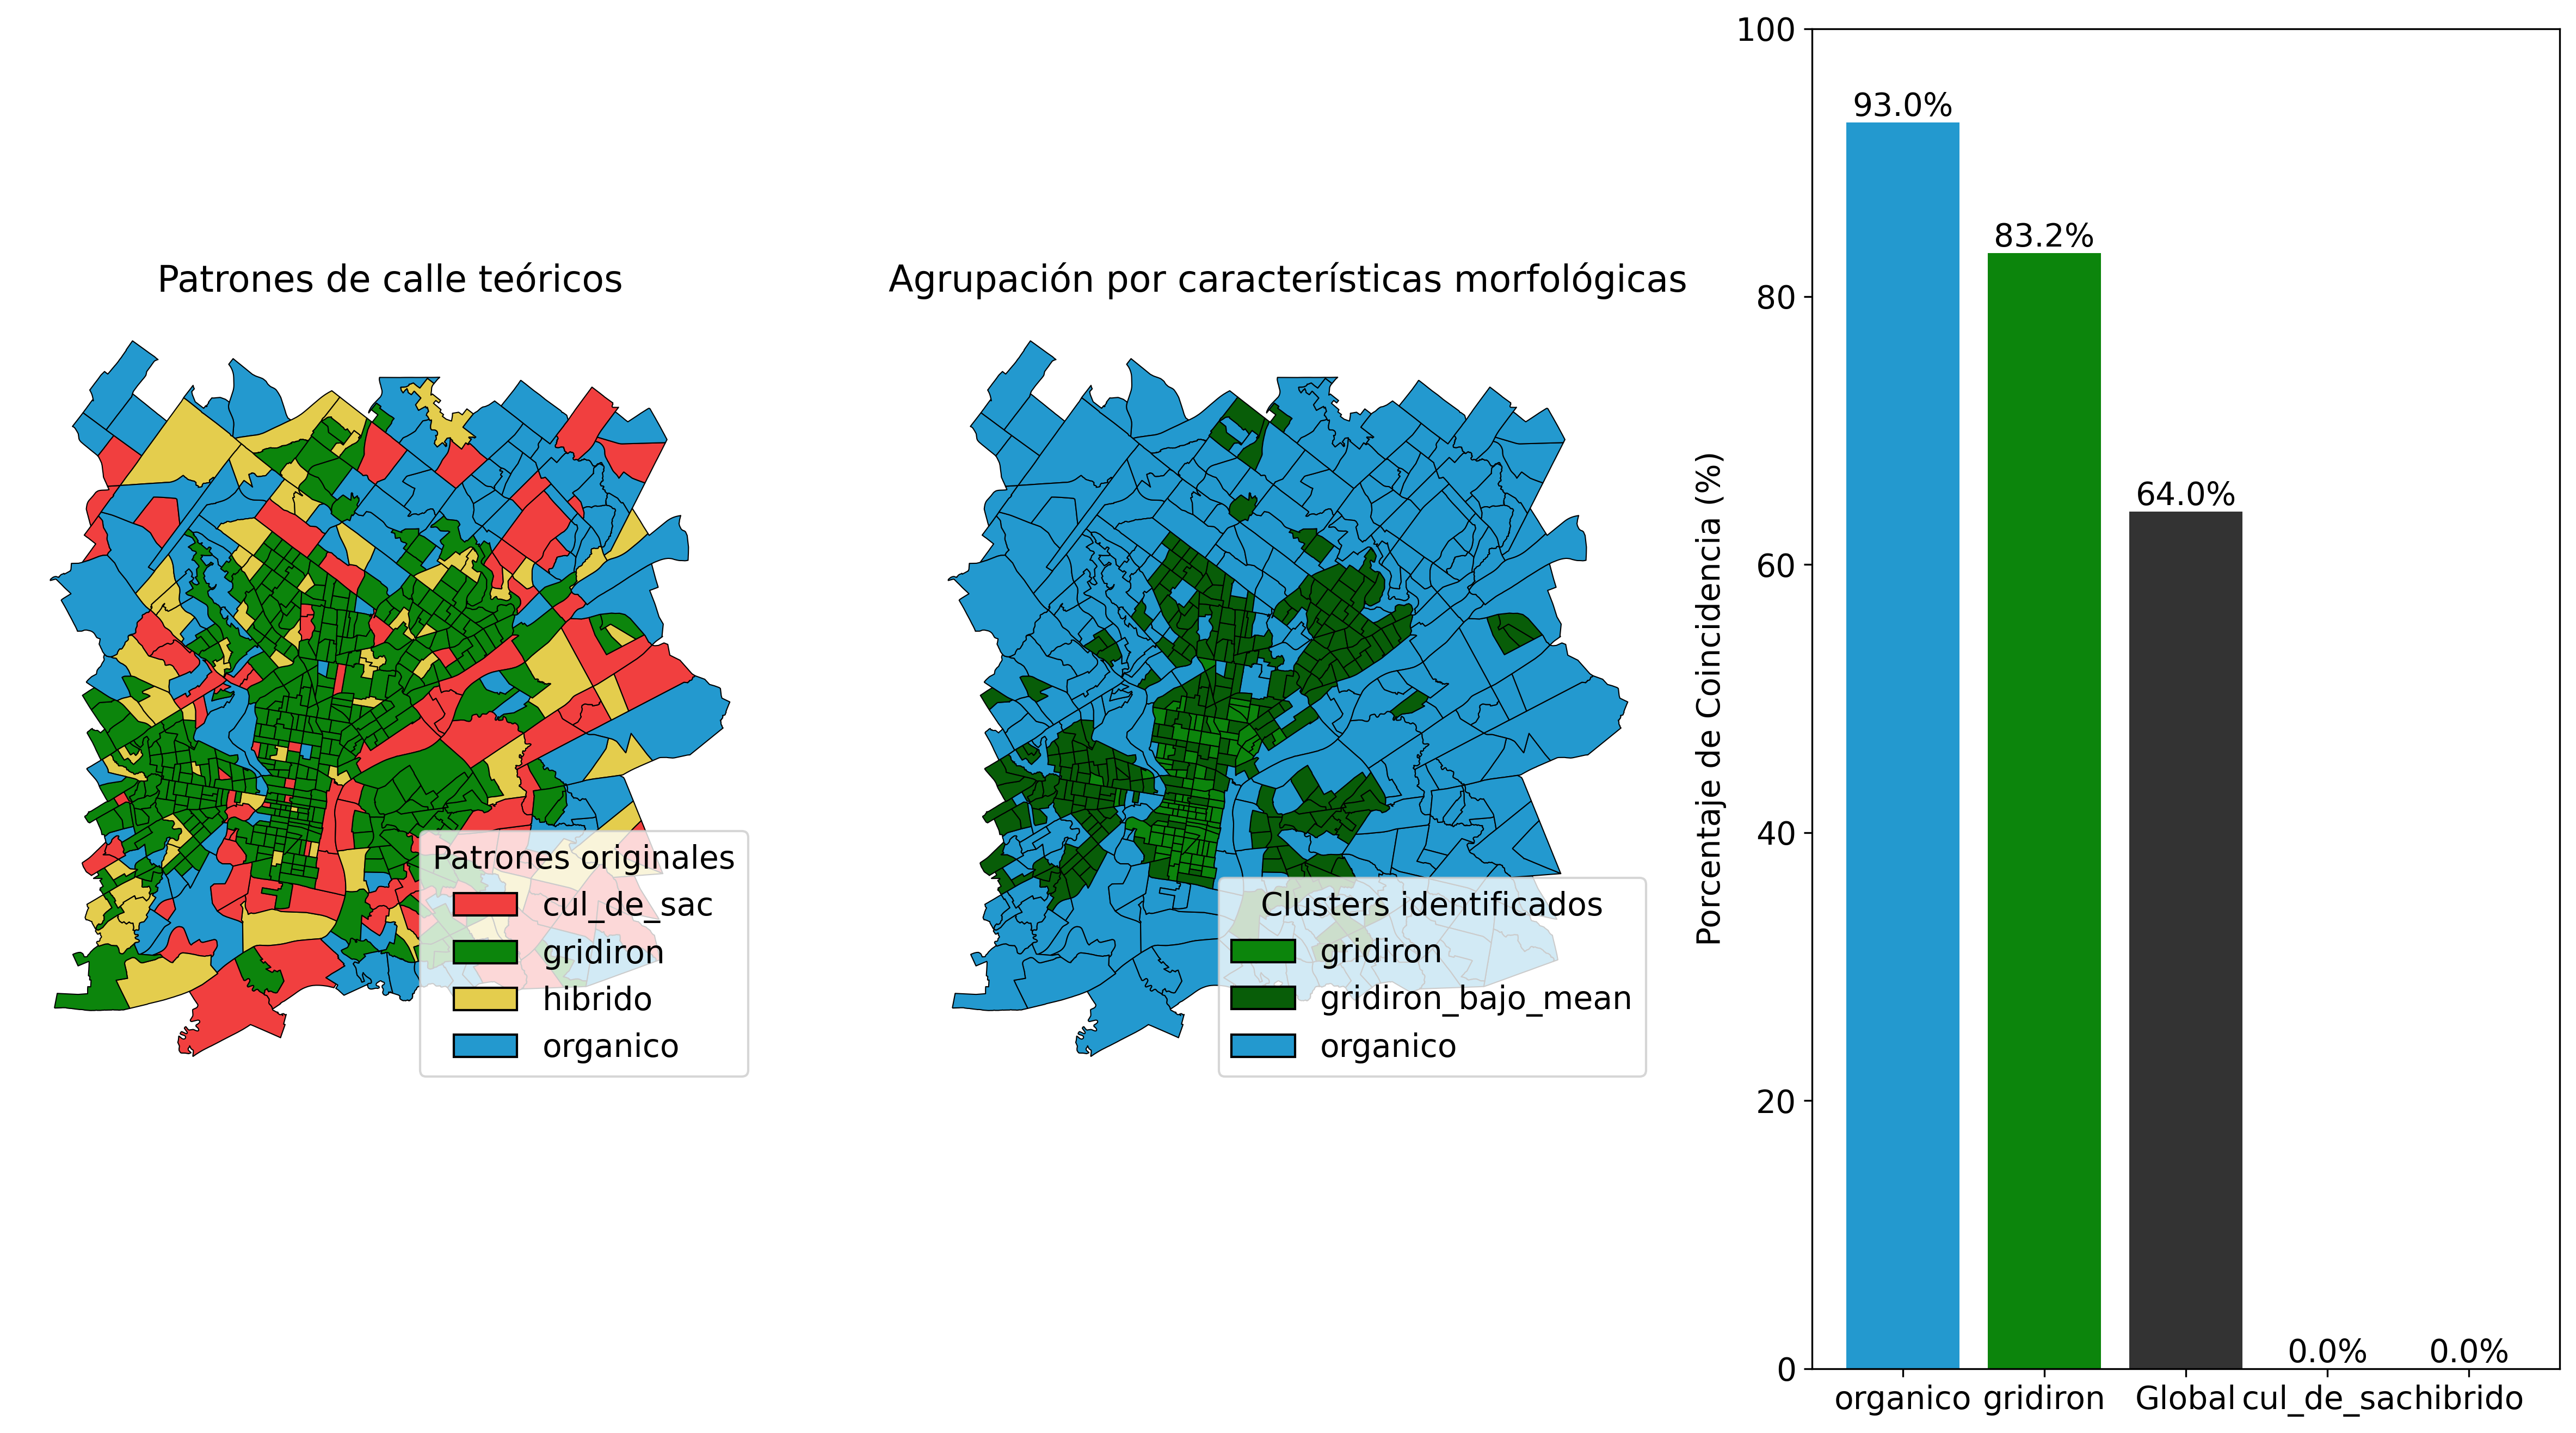 Patrones de calle teóricos
Patrones originales
cul_de_sac
gridiron
hibrido
organico
Agrupación por características morfológicas
Clusters identificados
gridiron
gridiron_bajo_mean
organico
Porcentaje de Coincidencia (%)
100
80
60
40
20
0
93.0%
83.2%
64.0%
0.0%
0.0%
organico
gridiron
Global
cul_de_sac
hibrido